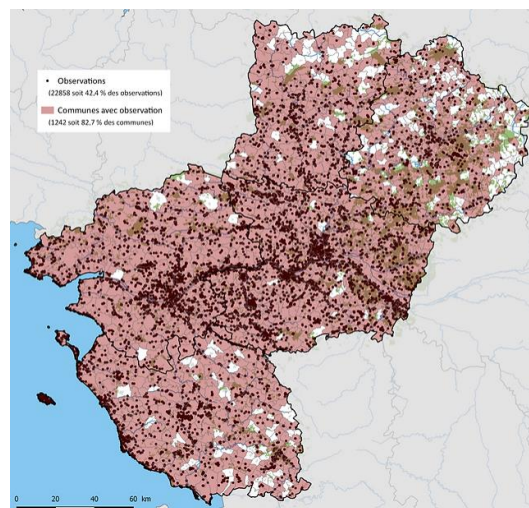 Observations
(22858 soit 42.4 % des observations)
Communes avec observation
(1242 soit 82.7 % des communes)
0 20 40 60 km